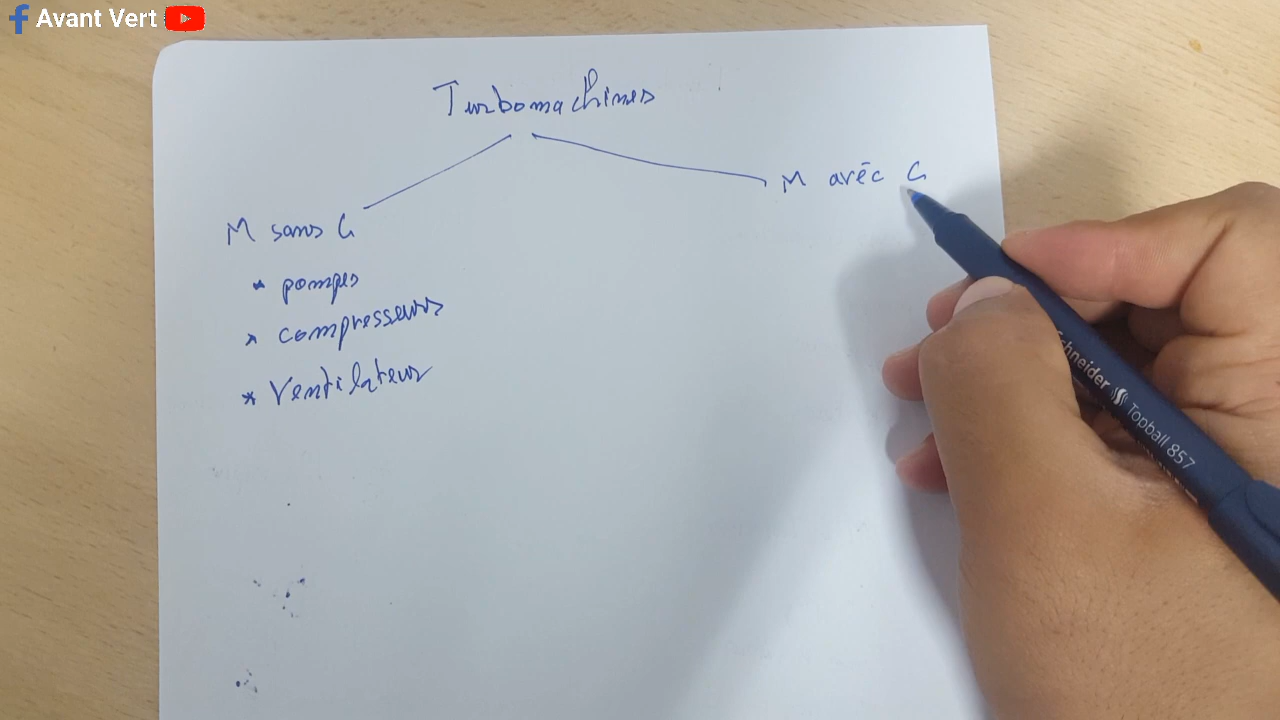 Avant Vert
Turbomachines
M avec G
M sans G
* pompes
* compresseurs
* Ventilateur
Schneider Topball 857